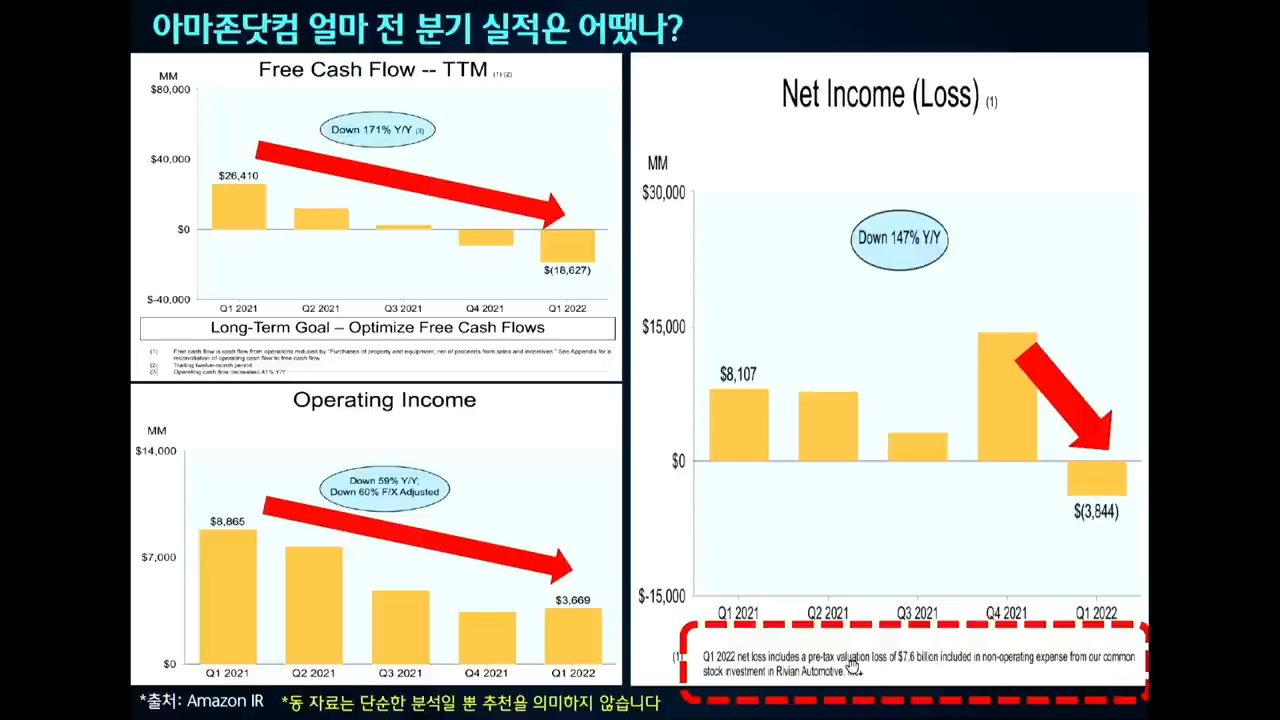 아마존닷컴 얼마 전 분기 실적은 어땠나?
Free Cash Flow -- TTM (1) (2)
MM
$80,000
Down 171% Y/Y (3)
$40,000
$26,410
$0
$(18,627)
$-40,000
Q1 2021 Q2 2021 Q3 2021 Q4 2021 Q1 2022
Long-Term Goal – Optimize Free Cash Flows
(1) Free cash flow is cash flow from operations reduced by "Purchases of property and equipment, net of proceeds from sales and incentives." See Appendix for a
reconciliation of operating cash flow to free cash flow
(2) Trailing twelve-month period
(3) Operating cash flow decreased 41% Y/Y
Operating Income
MM
$14,000
Down 59% Y/Y;
Down 60% F/X Adjusted
$8,865
$7,000
$3,669
$0
Q1 2021 Q2 2021 Q3 2021 Q4 2021 Q1 2022
Net Income (Loss) (1)
MM
$30,000
Down 147% Y/Y
$15,000
$8,107
$0
$(3,844)
$-15,000
Q1 2021 Q2 2021 Q3 2021 Q4 2021 Q1 2022
(1) Q1 2022 net loss includes a pre-tax valuation loss of $7.6 billion included in non-operating expense from our common
stock investment in Rivian Automotive,
*출처: Amazon IR *동 자료는 단순한 분석일 뿐 추천을 의미하지 않습니다